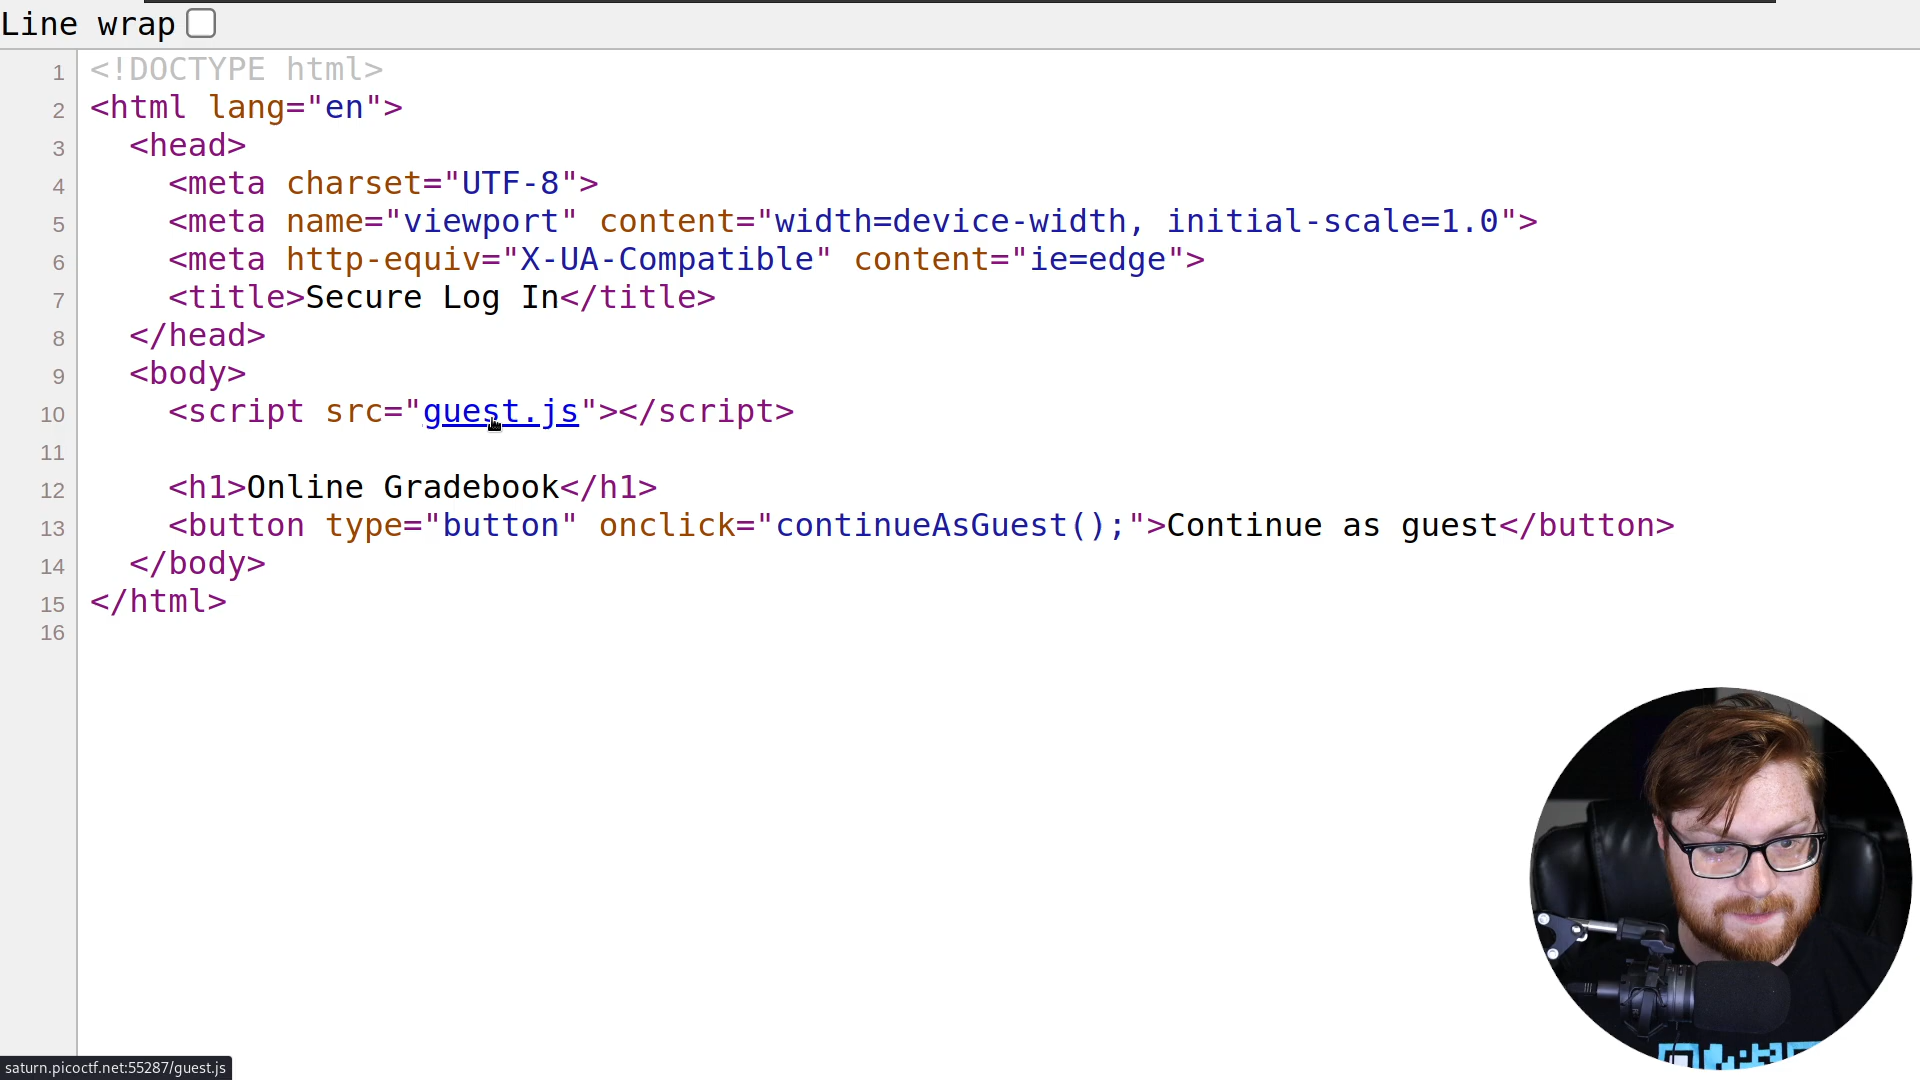 Line wrap
1 <!DOCTYPE html>
2 <html lang="en">
3   <head>
4     <meta charset="UTF-8">
5     <meta name="viewport" content="width=device-width, initial-scale=1.0">
6     <meta http-equiv="X-UA-Compatible" content="ie=edge">
7     <title>Secure Log In</title>
8   </head>
9   <body>
10     <script src="guest.js"></script>
11
12     <h1>Online Gradebook</h1>
13     <button type="button" onclick="continueAsGuest();">Continue as guest</button>
14   </body>
15 </html>
16
saturn.picoctf.net:55287/guest.js